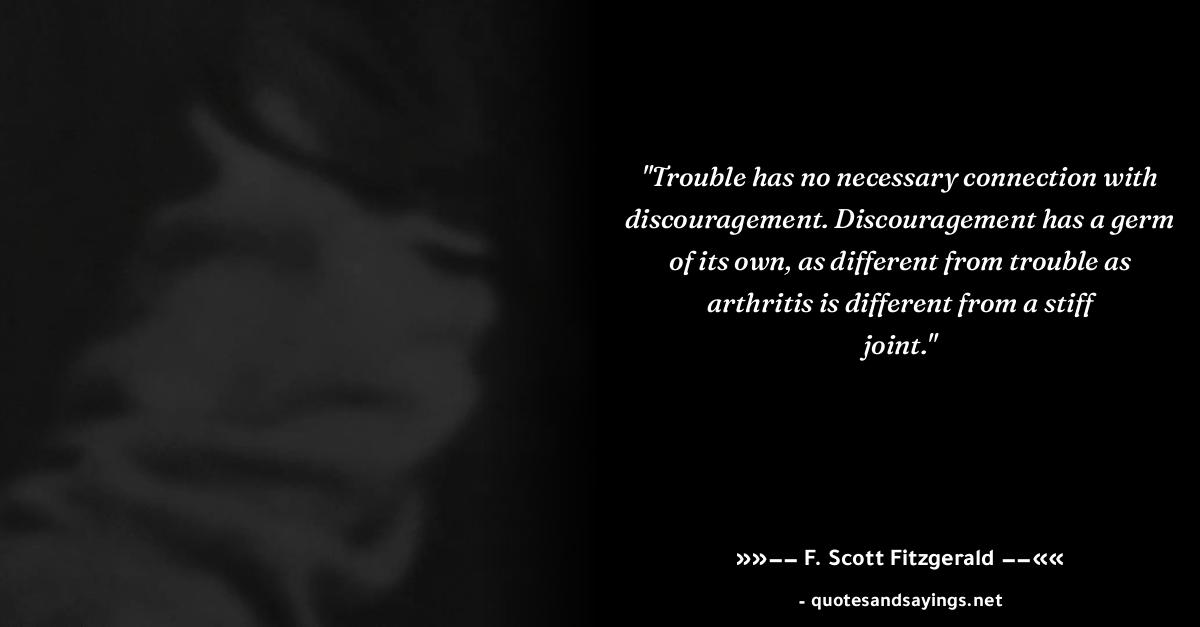 "Trouble has no necessary connection with
discouragement. Discouragement has a germ
of its own, as different from trouble as
arthritis is different from a stiff
joint."
»»–– F. Scott Fitzgerald ––««
- quotesandsayings.net